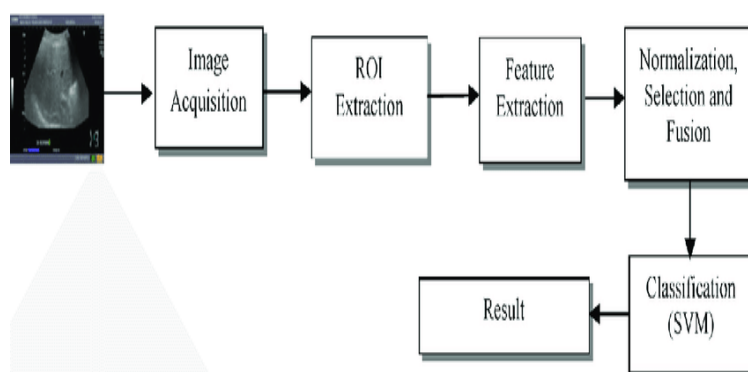 Image
Acquisition
ROI
Extraction
Feature
Extraction
Normalization,
Selection and
Fusion
Classification
(SVM)
Result